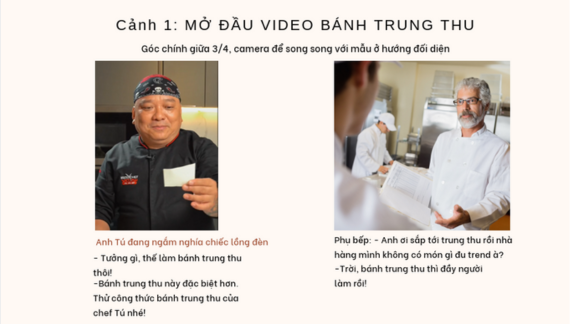 Cảnh 1: MỞ ĐẦU VIDEO BÁNH TRUNG THU
Góc chính giữa 3/4, camera để song song với mẫu ở hướng đối diện
Anh Tú đang ngắm nghía chiếc lồng đèn
- Tưởng gì, thế làm bánh trung thu
thôi!
-Bánh trung thu này đặc biệt hơn.
Thử công thức bánh trung thu của
chef Tú nhé!
Phụ bếp: - Anh ơi sắp tới trung thu rồi nhà
hàng mình không có món gì đu trend à?
-Trời, bánh trung thu thì đầy người
làm rồi!